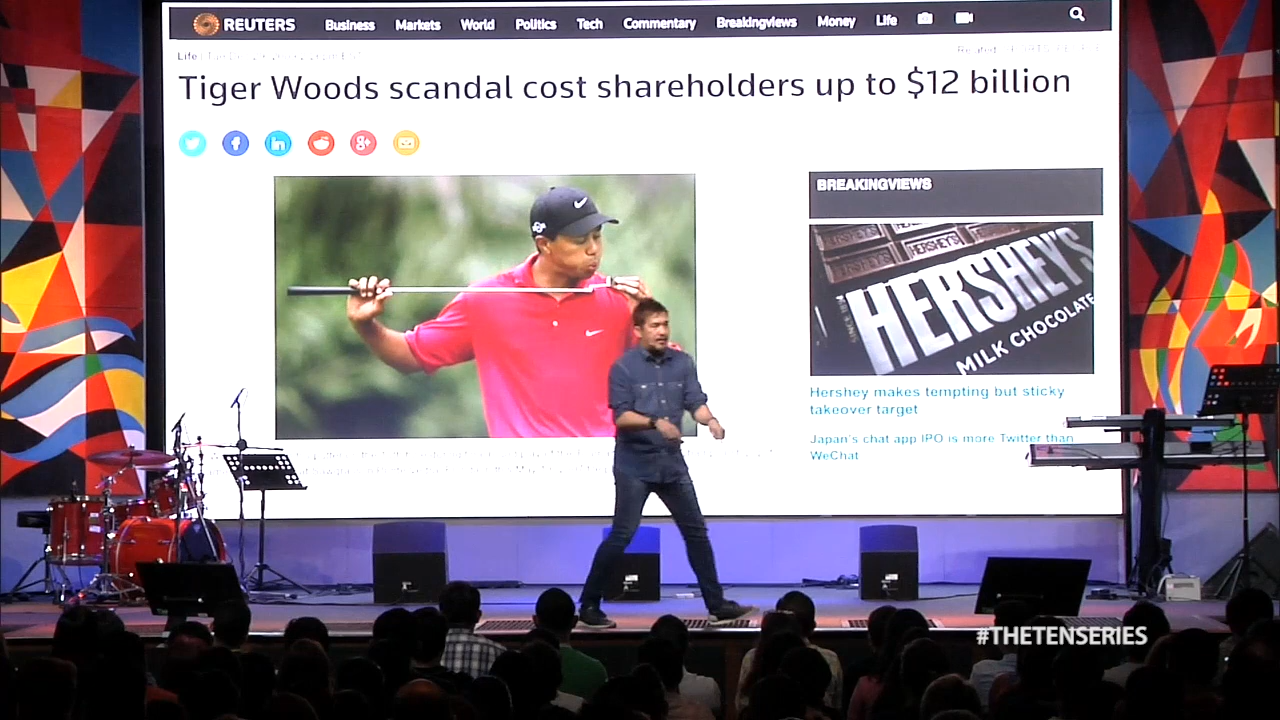 REUTERS Business Markets World Politics Tech Commentary Breakingviews Money Life
Life
Tiger Woods scandal cost shareholders up to $12 billion
BREAKINGVIEWS
HERSHEY'S
HERSHEY'S
MILK CHOCOLATE
Hershey makes tempting but sticky
takeover target
Japan's chat app IPO is more Twitter than
WeChat
#THETENSERIES